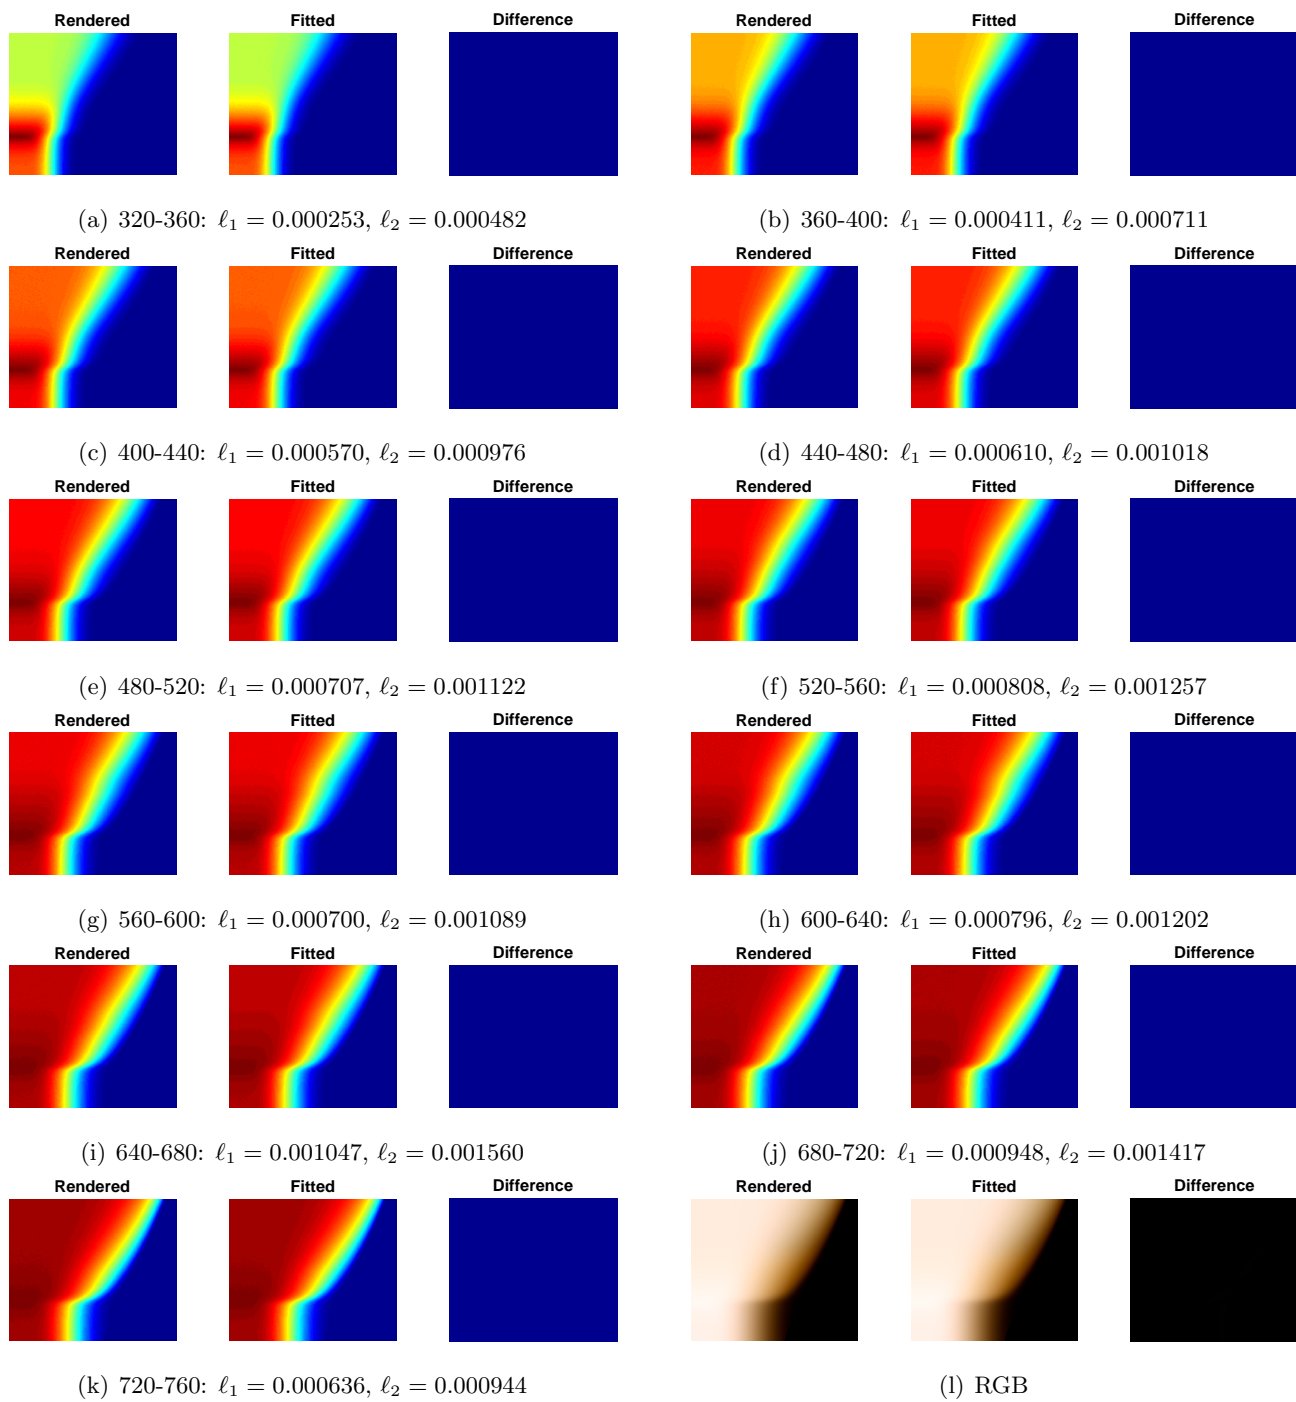 Rendered Fitted Difference Rendered Fitted Difference
(a) 320-360: ℓ₁ = 0.000253, ℓ₂ = 0.000482 (b) 360-400: ℓ₁ = 0.000411, ℓ₂ = 0.000711
Rendered Fitted Difference Rendered Fitted Difference
(c) 400-440: ℓ₁ = 0.000570, ℓ₂ = 0.000976 (d) 440-480: ℓ₁ = 0.000610, ℓ₂ = 0.001018
Rendered Fitted Difference Rendered Fitted Difference
(e) 480-520: ℓ₁ = 0.000707, ℓ₂ = 0.001122 (f) 520-560: ℓ₁ = 0.000808, ℓ₂ = 0.001257
Rendered Fitted Difference Rendered Fitted Difference
(g) 560-600: ℓ₁ = 0.000700, ℓ₂ = 0.001089 (h) 600-640: ℓ₁ = 0.000796, ℓ₂ = 0.001202
Rendered Fitted Difference Rendered Fitted Difference
(i) 640-680: ℓ₁ = 0.001047, ℓ₂ = 0.001560 (j) 680-720: ℓ₁ = 0.000948, ℓ₂ = 0.001417
Rendered Fitted Difference Rendered Fitted Difference
(k) 720-760: ℓ₁ = 0.000636, ℓ₂ = 0.000944 (l) RGB